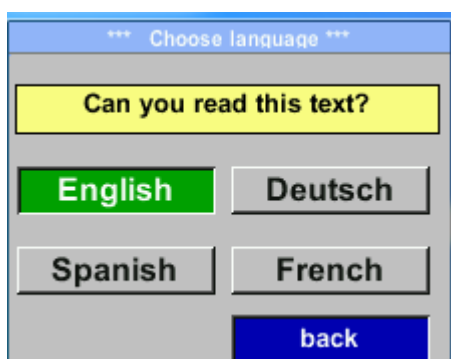 *** Choose language ***
Can you read this text?
English Deutsch
Spanish French
back